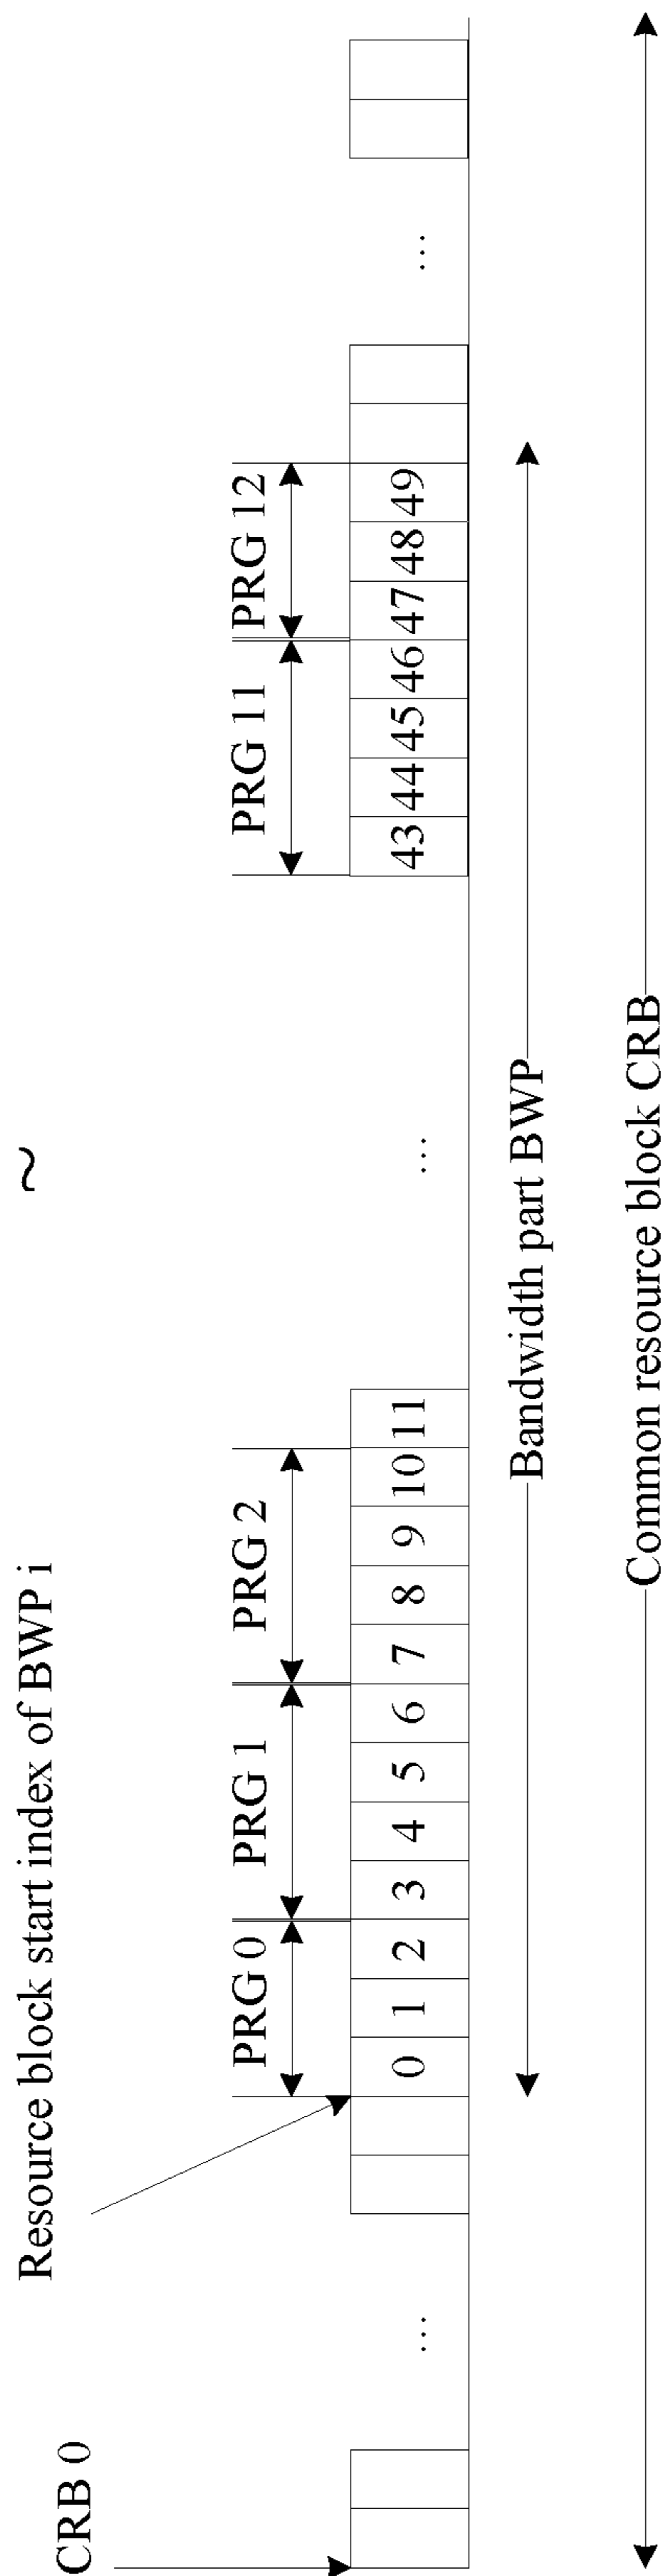 ~
CRB 0
Resource block start index of BWP i
PRG 0 PRG 1 PRG 2 PRG 11 PRG 12
... 0 1 2 3 4 5 6 7 8 9 10 11 ... 43 44 45 46 47 48 49 ...
Bandwidth part BWP
Common resource block CRB